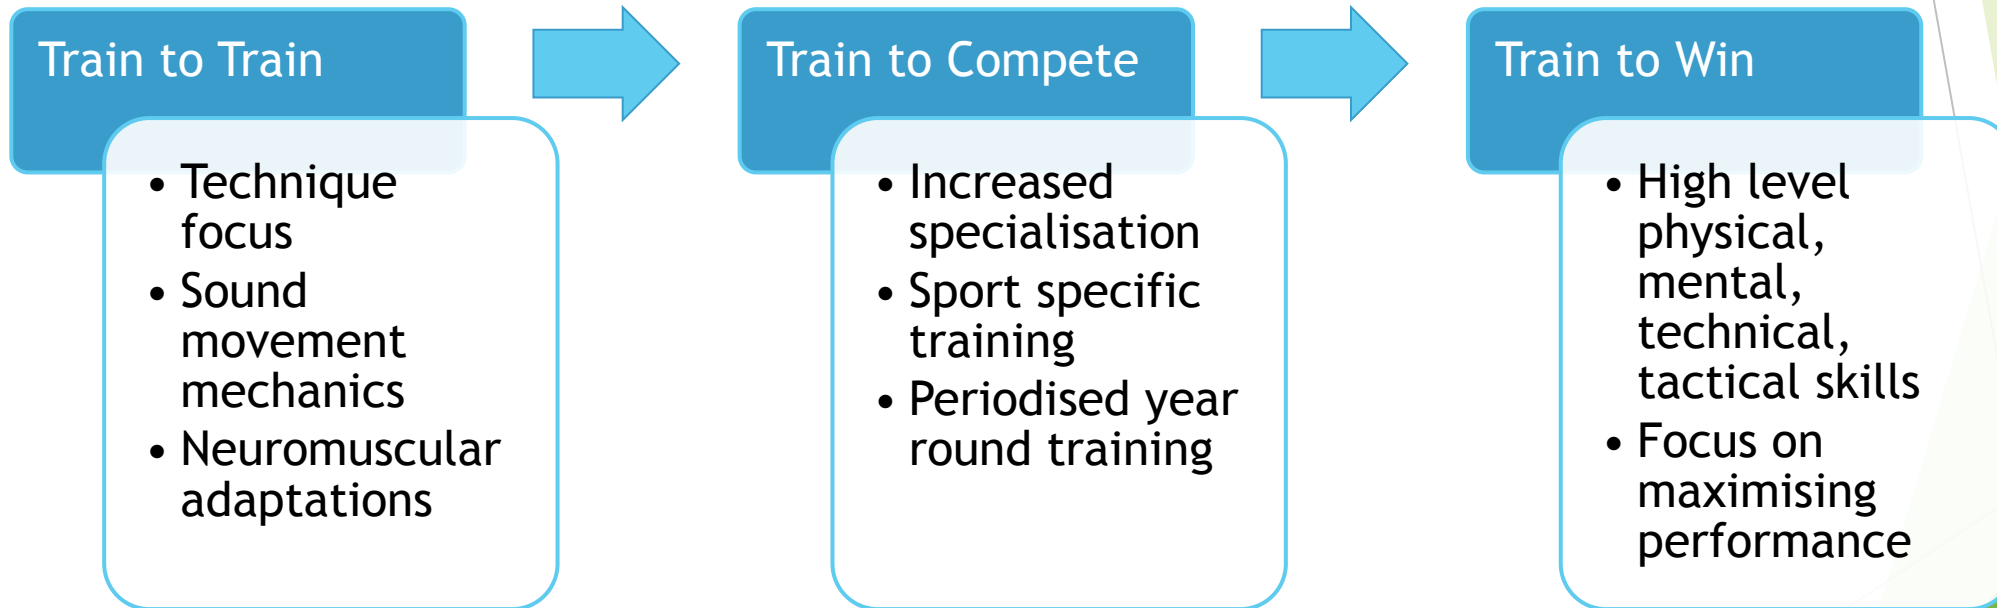 Train to Train
• Technique
focus
• Sound
movement
mechanics
• Neuromuscular
adaptations
Train to Compete
• Increased
specialisation
• Sport specific
training
• Periodised year
round training
Train to Win
• High level
physical,
mental,
technical,
tactical skills
• Focus on
maximising
performance